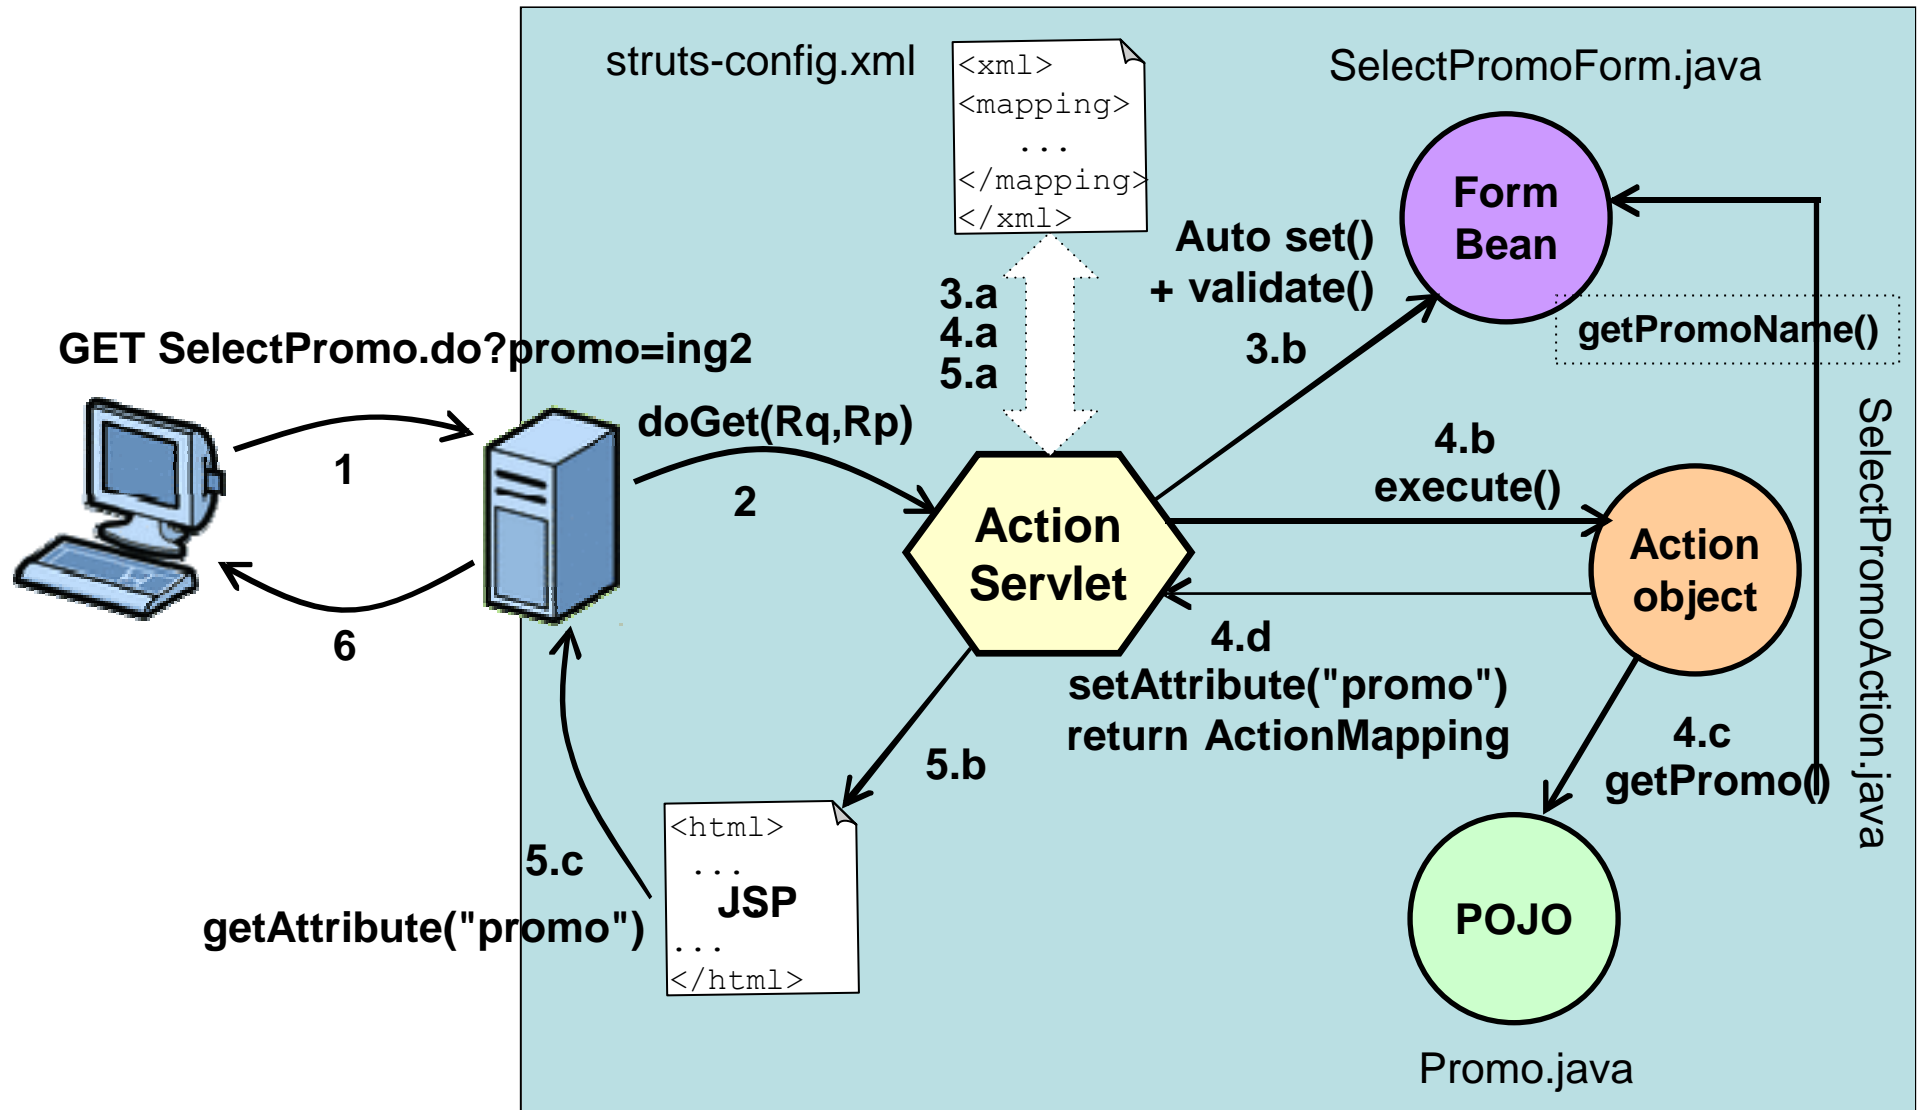 struts-config.xml
<xml>
<mapping>
...
</mapping>
</xml>
SelectPromoForm.java
Form
Bean
Auto set()
+ validate()
3.a
4.a
5.a
3.b
getPromoName()
GET SelectPromo.do?promo=ing2
doGet(Rq,Rp)
1
2
6
Action
Servlet
4.b
execute()
Action
object
SelectPromoAction.java
4.d
setAttribute("promo")
return ActionMapping
4.c
getPromo()
5.b
5.c
getAttribute("promo")
<html>
...
JSP
...
</html>
POJO
Promo.java